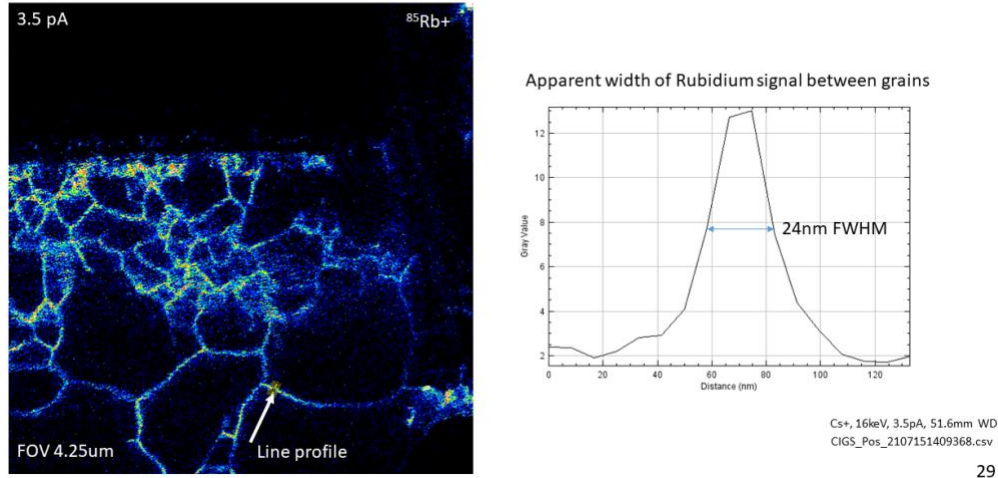 3.5 pA
⁸⁵Rb+
FOV 4.25um
Line profile
Apparent width of Rubidium signal between grains
Gray Value
12
10
8
6
4
2
24nm FWHM
0 20 40 60 80 100 120
Distance (nm)
Cs+, 16keV, 3.5pA, 51.6mm WD
CIGS_Pos_2107151409368.csv
29